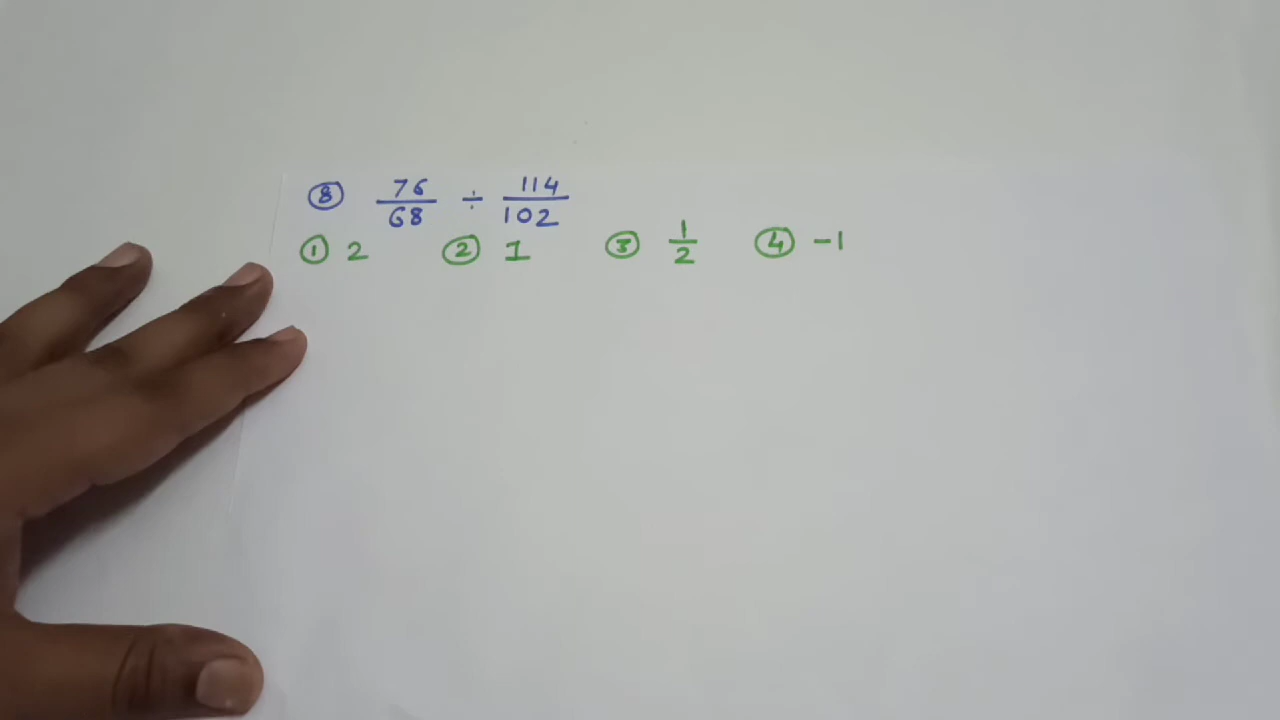 ⑧ 76/68 ÷ 114/102
① 2 ② 1 ③ 1/2 ④ -1